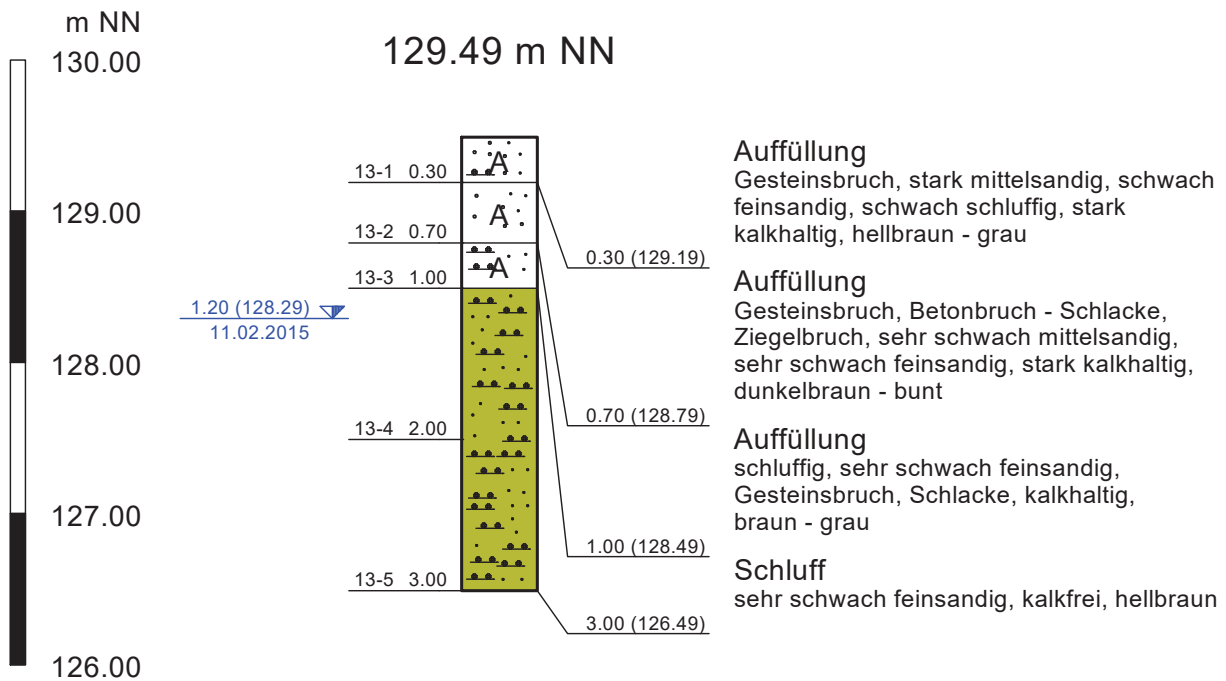 m NN
129.49 m NN
130.00
129.00
128.00
127.00
126.00
13-1 0.30
13-2 0.70
13-3 1.00
13-4 2.00
13-5 3.00
1.20 (128.29)
11.02.2015
A
A
A
0.30 (129.19)
0.70 (128.79)
1.00 (128.49)
3.00 (126.49)
Auffüllung
Gesteinsbruch, stark mittelsandig, schwach
feinsandig, schwach schluffig, stark
kalkhaltig, hellbraun - grau
Auffüllung
Gesteinsbruch, Betonbruch - Schlacke,
Ziegelbruch, sehr schwach mittelsandig,
sehr schwach feinsandig, stark kalkhaltig,
dunkelbraun - bunt
Auffüllung
schluffig, sehr schwach feinsandig,
Gesteinsbruch, Schlacke, kalkhaltig,
braun - grau
Schluff
sehr schwach feinsandig, kalkfrei, hellbraun